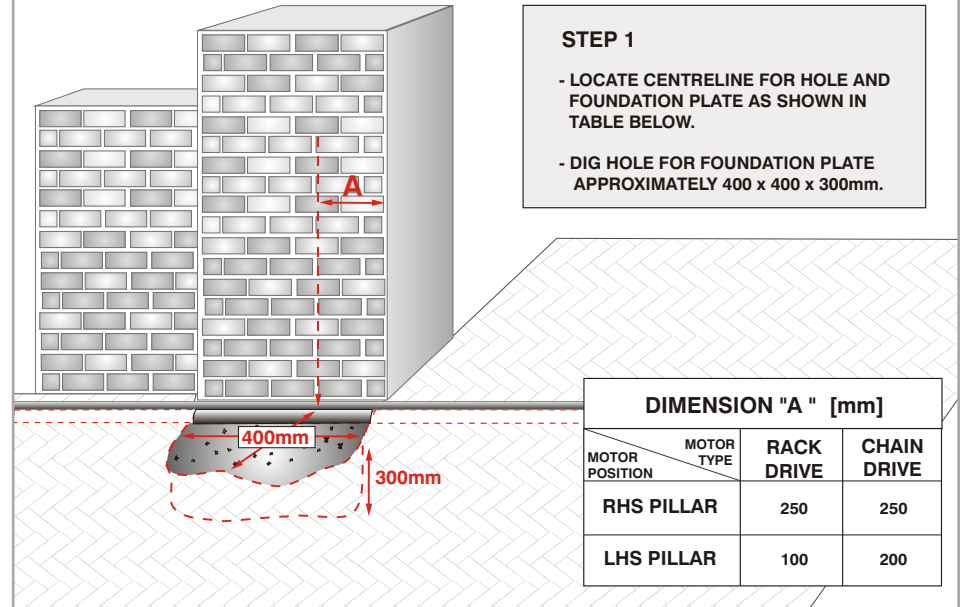 STEP 1
- LOCATE CENTRELINE FOR HOLE AND
FOUNDATION PLATE AS SHOWN IN
TABLE BELOW.
- DIG HOLE FOR FOUNDATION PLATE
APPROXIMATELY 400 x 400 x 300mm.
A
400mm
300mm
DIMENSION "A " [mm]
MOTOR POSITION
MOTOR TYPE
RACK DRIVE
CHAIN DRIVE
RHS PILLAR 250 250
LHS PILLAR 100 200